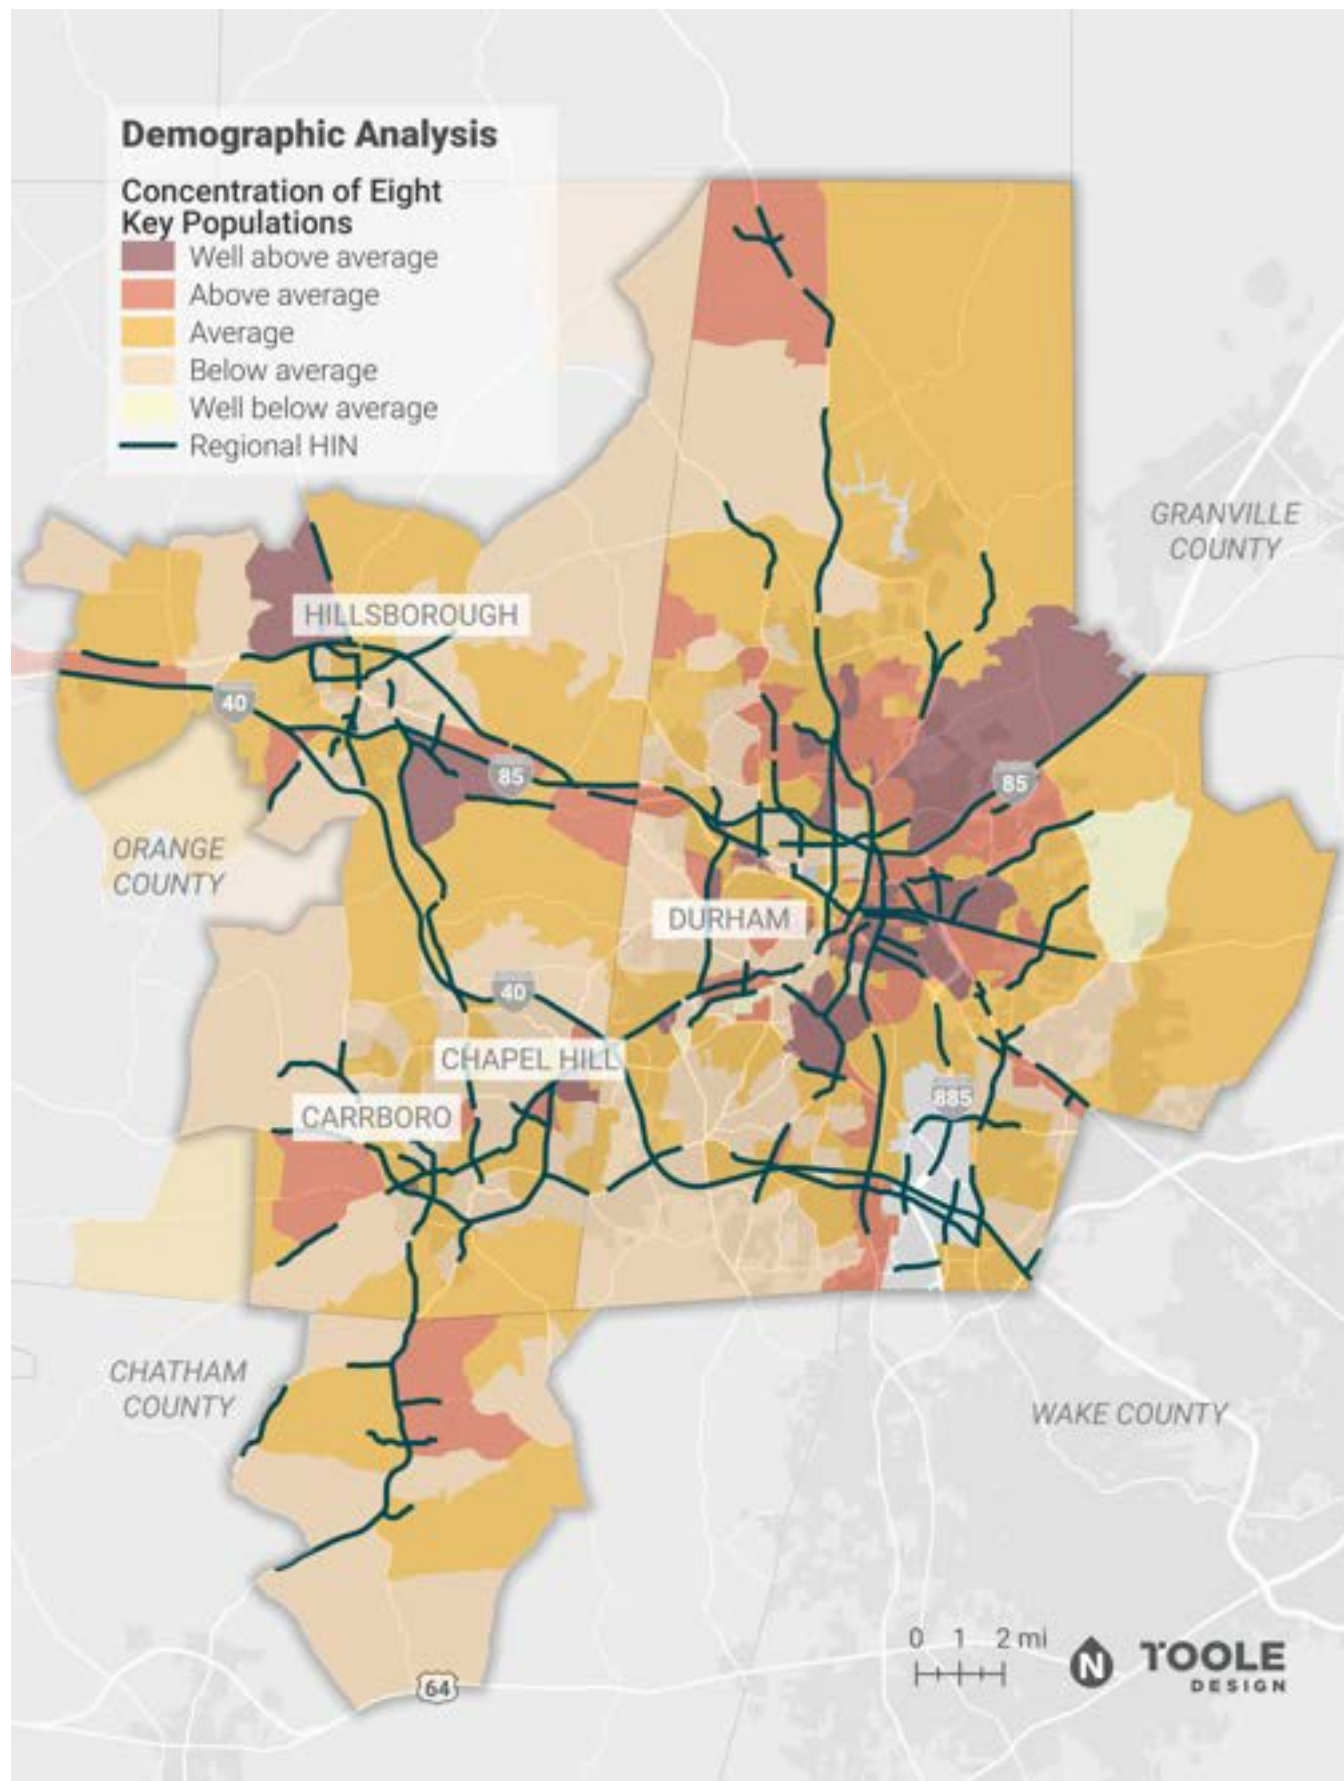 Demographic Analysis
Concentration of Eight
Key Populations
Well above average
Above average
Average
Below average
Well below average
Regional HIN
GRANVILLE
COUNTY
HILLSBOROUGH
40
85
85
ORANGE
COUNTY
DURHAM
40
CHAPEL HILL
885
CARRBORO
CHATHAM
COUNTY
WAKE COUNTY
0 1 2 mi
N
TOOLE
DESIGN
64